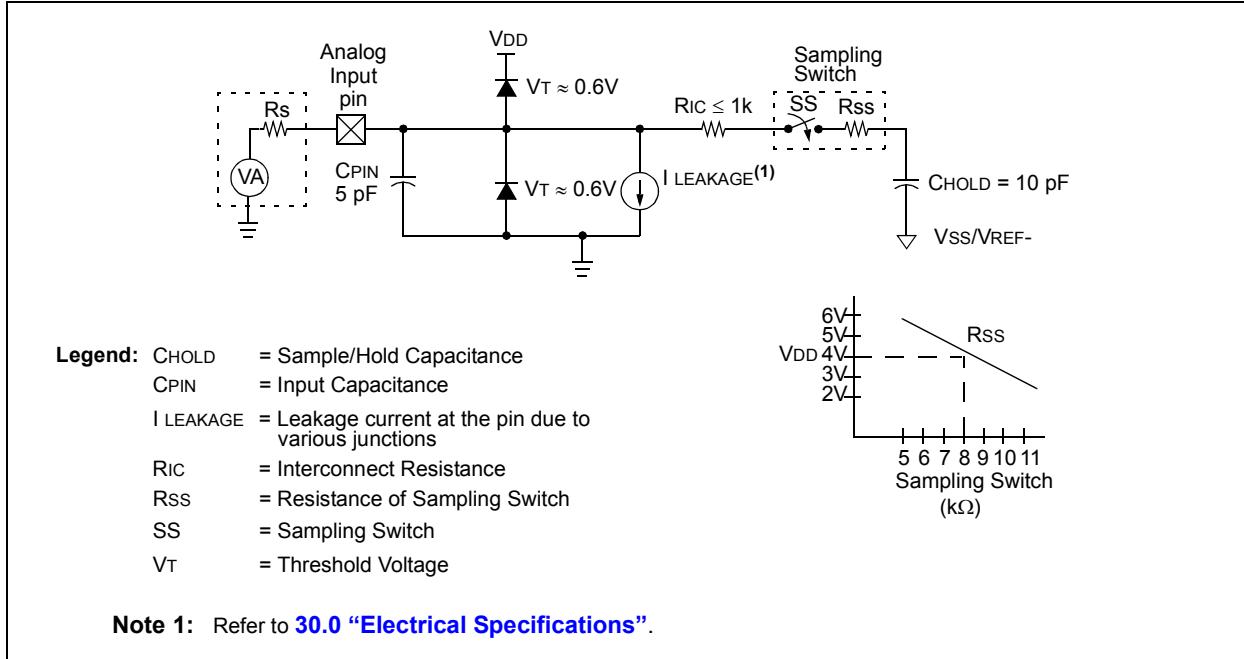 VDD
Analog
Input
pin
Sampling
Switch
VT ≈ 0.6V
RIC ≤ 1k
SS
Rss
Rs
VA
CPIN
5 pF
VT ≈ 0.6V
I LEAKAGE(1)
CHOLD = 10 pF
VSS/VREF-
6V
5V
VDD 4V
3V
2V
RSS
5 6 7 8 9 10 11
Sampling Switch
(kΩ)
Legend: CHOLD = Sample/Hold Capacitance
CPIN = Input Capacitance
I LEAKAGE = Leakage current at the pin due to
various junctions
RIC = Interconnect Resistance
RSS = Resistance of Sampling Switch
SS = Sampling Switch
VT = Threshold Voltage
Note 1: Refer to 30.0 “Electrical Specifications”.